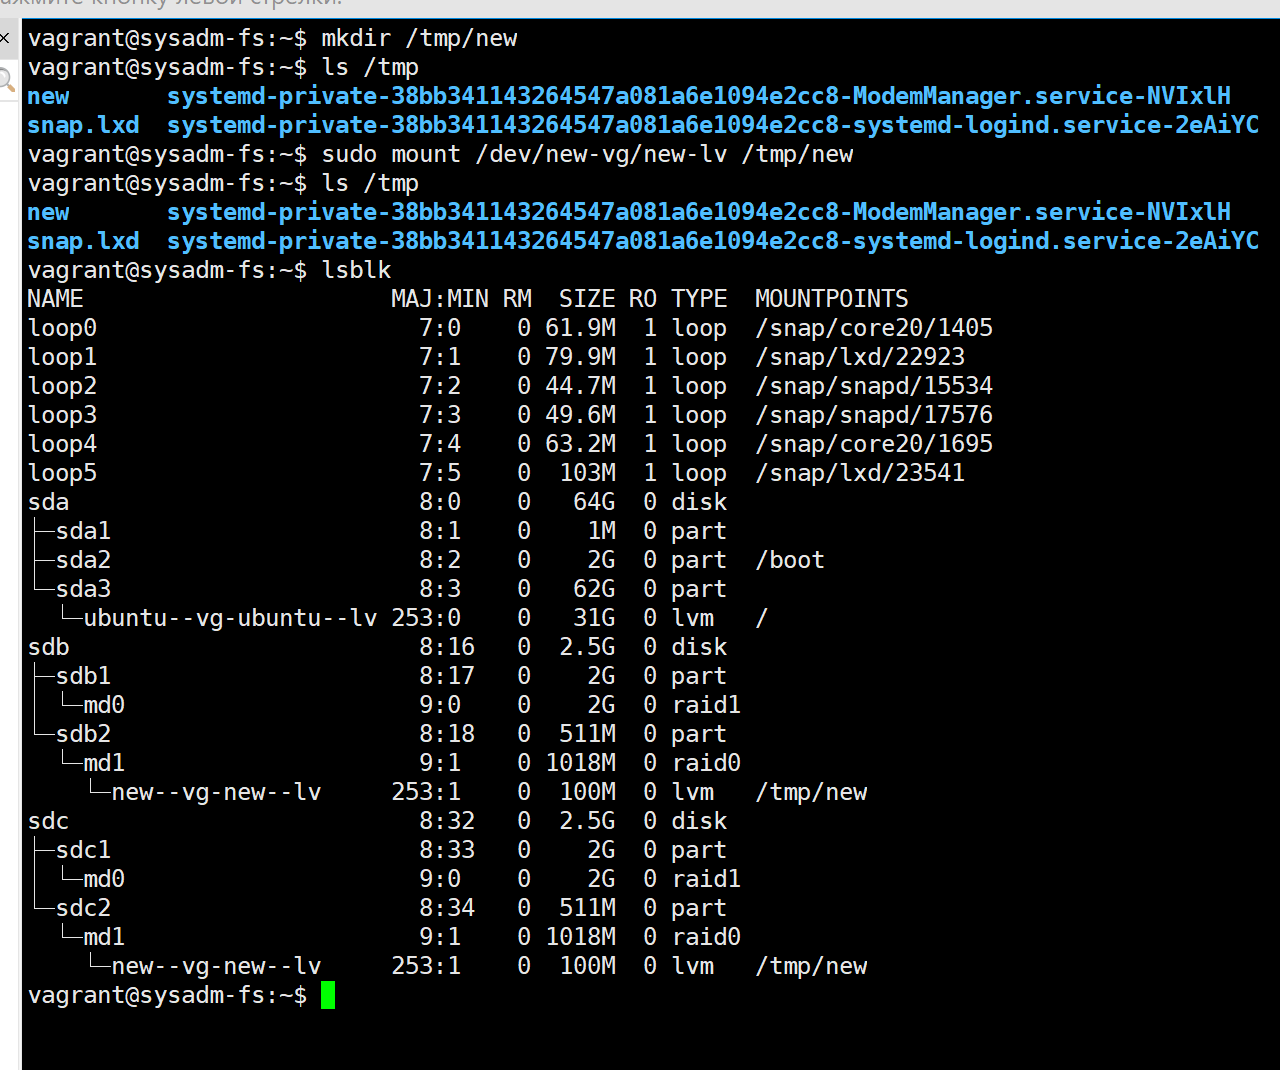 ажмите кнопку левой стрелки.
vagrant@sysadm-fs:~$ mkdir /tmp/new
vagrant@sysadm-fs:~$ ls /tmp
new       systemd-private-38bb341143264547a081a6e1094e2cc8-ModemManager.service-NVIxlH
snap.lxd  systemd-private-38bb341143264547a081a6e1094e2cc8-systemd-logind.service-2eAiYC
vagrant@sysadm-fs:~$ sudo mount /dev/new-vg/new-lv /tmp/new
vagrant@sysadm-fs:~$ ls /tmp
new       systemd-private-38bb341143264547a081a6e1094e2cc8-ModemManager.service-NVIxlH
snap.lxd  systemd-private-38bb341143264547a081a6e1094e2cc8-systemd-logind.service-2eAiYC
vagrant@sysadm-fs:~$ lsblk
NAME                      MAJ:MIN RM  SIZE RO TYPE  MOUNTPOINTS
loop0                       7:0    0 61.9M  1 loop  /snap/core20/1405
loop1                       7:1    0 79.9M  1 loop  /snap/lxd/22923
loop2                       7:2    0 44.7M  1 loop  /snap/snapd/15534
loop3                       7:3    0 49.6M  1 loop  /snap/snapd/17576
loop4                       7:4    0 63.2M  1 loop  /snap/core20/1695
loop5                       7:5    0  103M  1 loop  /snap/lxd/23541
sda                         8:0    0   64G  0 disk
├─sda1                      8:1    0    1M  0 part
├─sda2                      8:2    0    2G  0 part  /boot
└─sda3                      8:3    0   62G  0 part
  └─ubuntu--vg-ubuntu--lv 253:0    0   31G  0 lvm   /
sdb                         8:16   0  2.5G  0 disk
├─sdb1                      8:17   0    2G  0 part
│ └─md0                     9:0    0    2G  0 raid1
└─sdb2                      8:18   0  511M  0 part
  └─md1                     9:1    0 1018M  0 raid0
    └─new--vg-new--lv     253:1    0  100M  0 lvm   /tmp/new
sdc                         8:32   0  2.5G  0 disk
├─sdc1                      8:33   0    2G  0 part
│ └─md0                     9:0    0    2G  0 raid1
└─sdc2                      8:34   0  511M  0 part
  └─md1                     9:1    0 1018M  0 raid0
    └─new--vg-new--lv     253:1    0  100M  0 lvm   /tmp/new
vagrant@sysadm-fs:~$